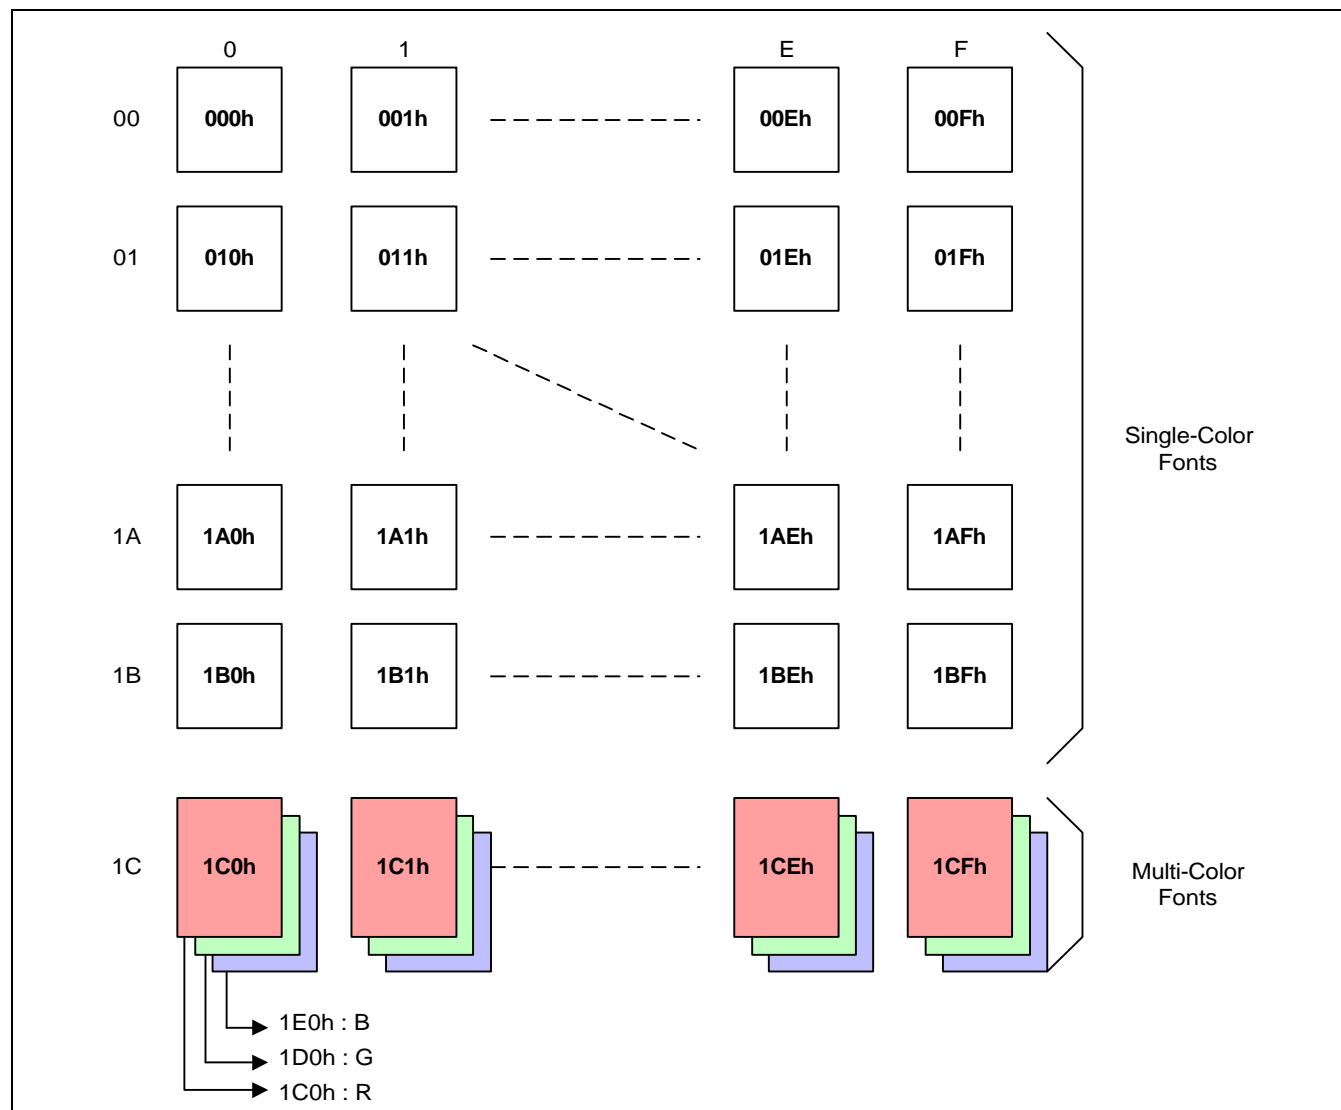 0 1 E F
00 000h 001h 00Eh 00Fh
01 010h 011h 01Eh 01Fh
Single-Color
Fonts
1A 1A0h 1A1h 1AEh 1AFh
1B 1B0h 1B1h 1BEh 1BFh
1C 1C0h 1C1h 1CEh 1CFh
Multi-Color
Fonts
1E0h : B
1D0h : G
1C0h : R